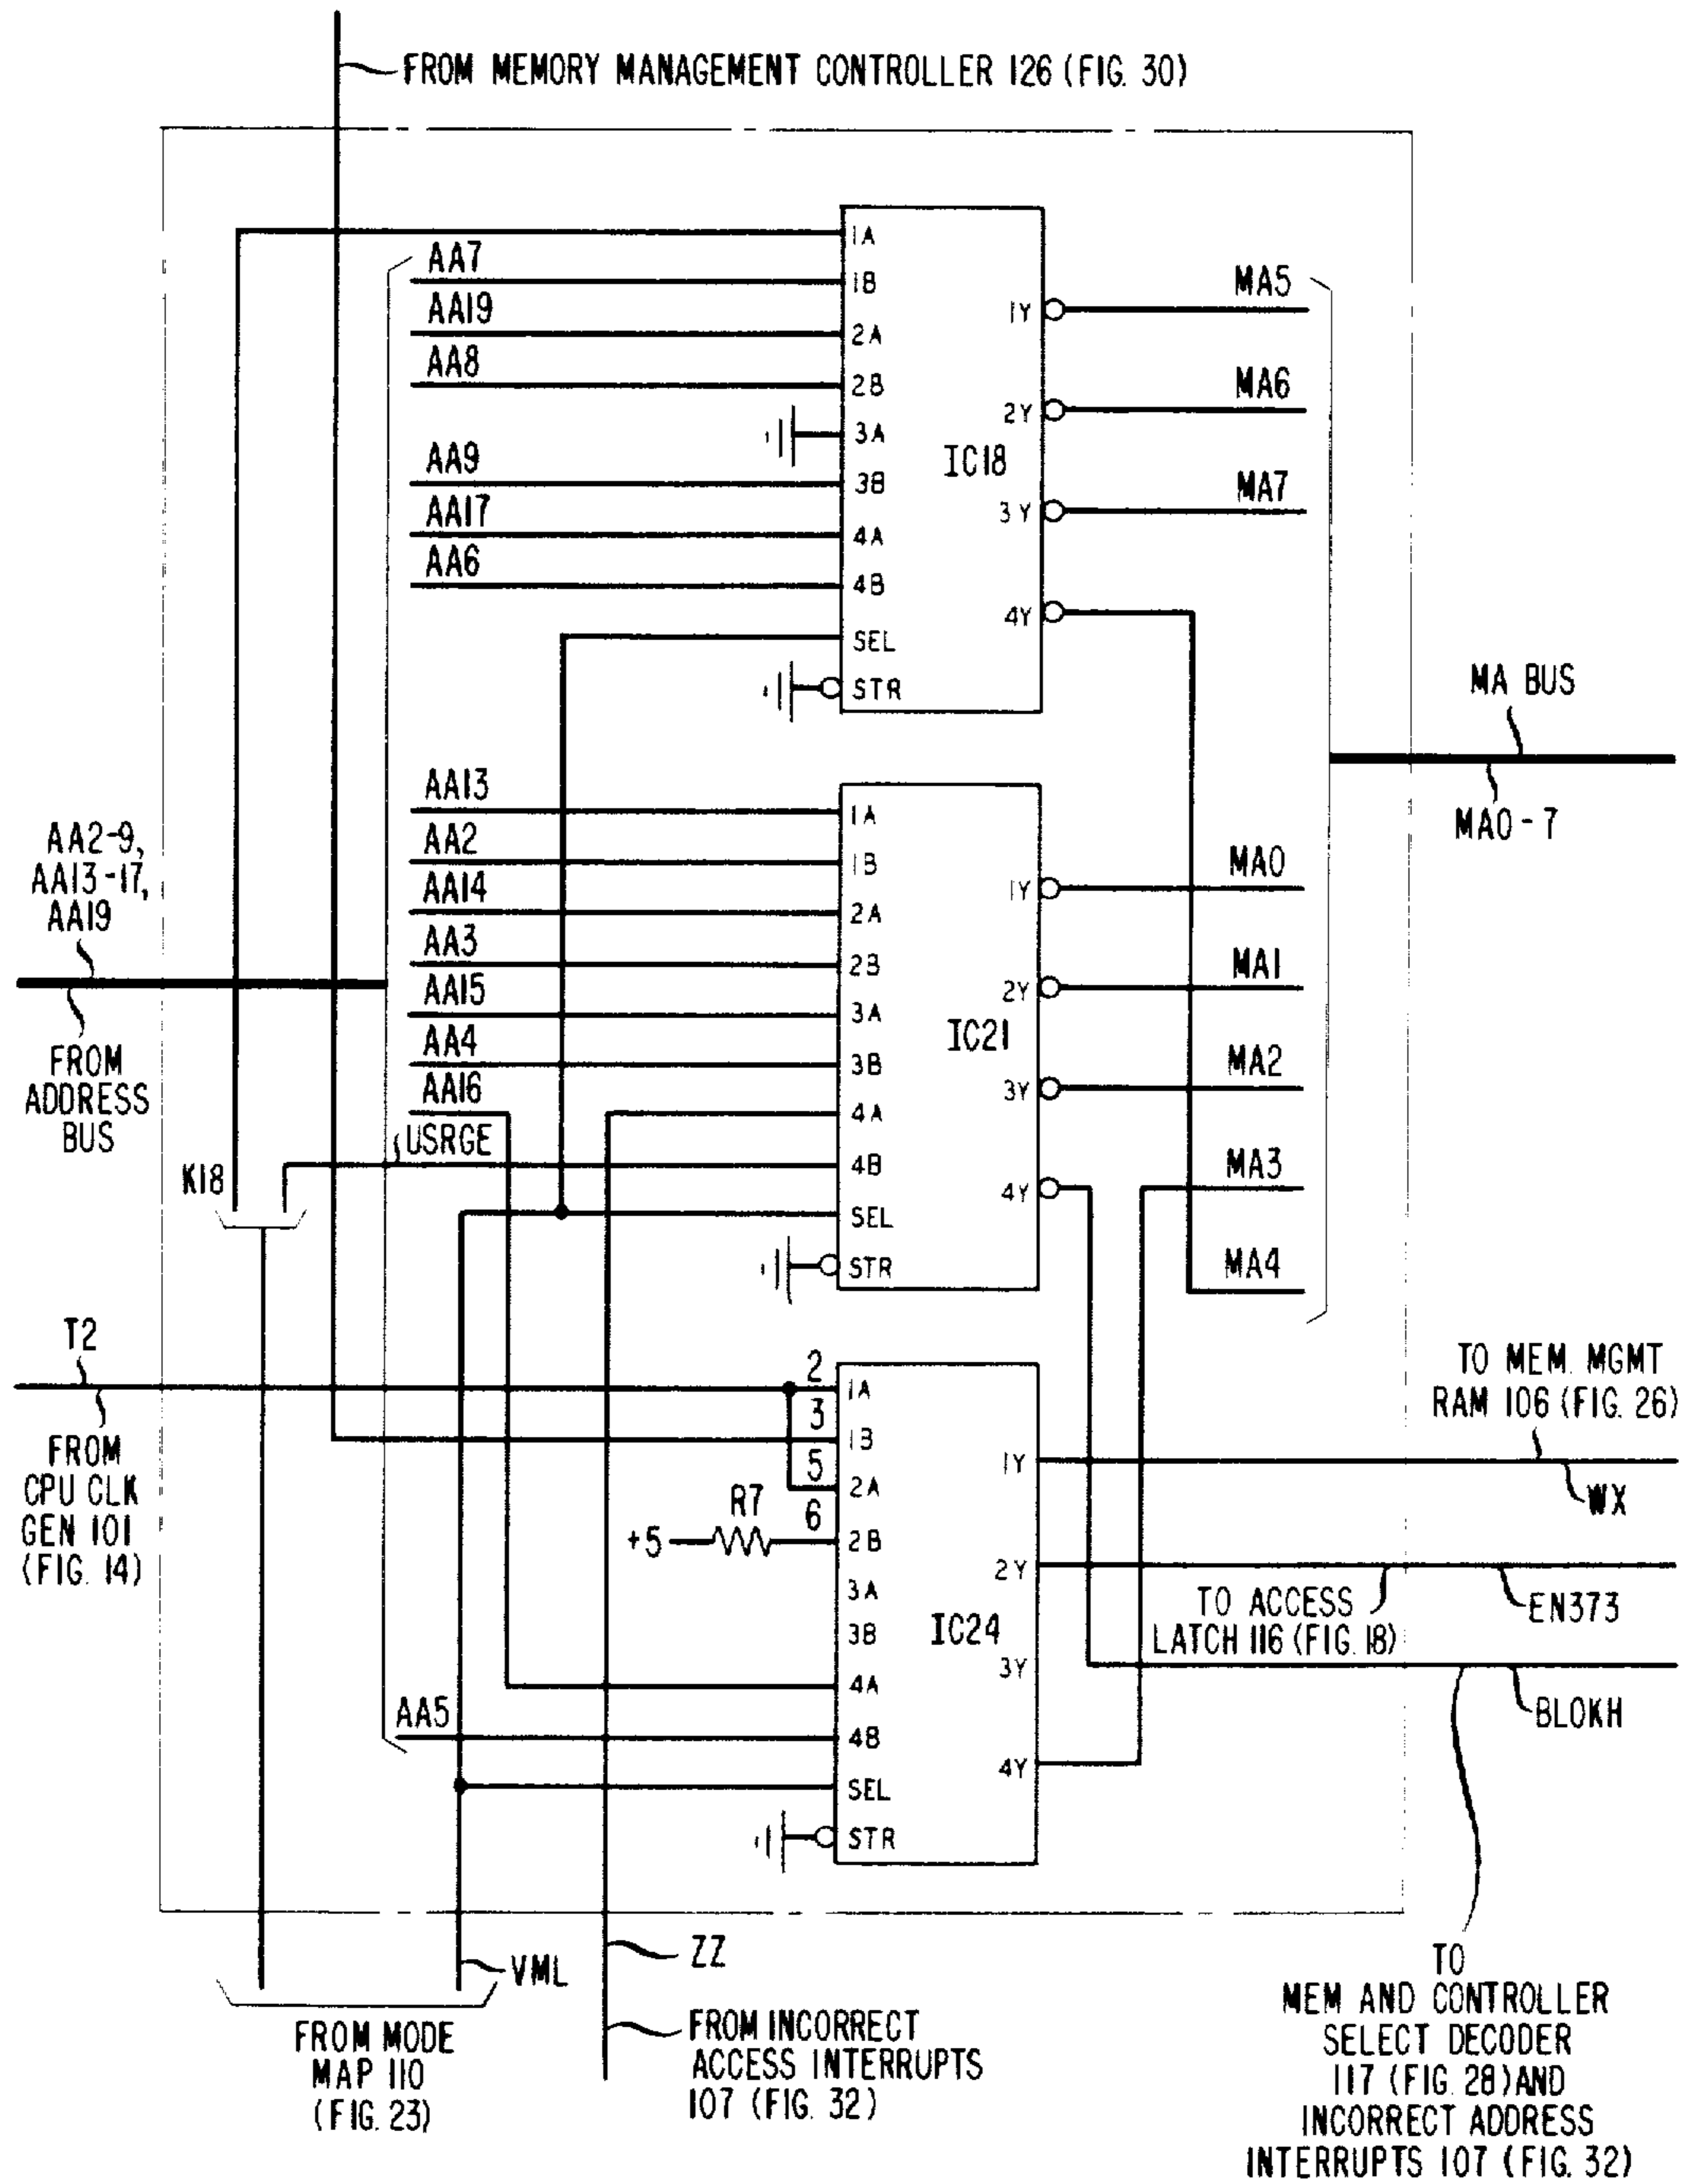 FROM MEMORY MANAGEMENT CONTROLLER 126 (FIG. 30)
1A
AA7
1B
AA19
2A
AA8
2B
3A
AA9
3B
AA17
4A
AA6
4B
SEL
STR
IC18
1Y
MA5
2Y
MA6
3Y
MA7
4Y
MA BUS
MA0-7
AA2-9,
AA13-17,
AA19
FROM
ADDRESS
BUS
AA13
1A
AA2
1B
AA14
2A
AA3
2B
AA15
3A
AA4
3B
AA16
4A
USRGE
4B
K18
SEL
STR
IC21
1Y
MA0
2Y
MA1
3Y
MA2
4Y
MA3
MA4
T2
FROM
CPU CLK
GEN 101
(FIG. 14)
2
1A
3
1B
5
2A
R7
6
+5
2B
3A
3B
4A
AA5
4B
SEL
STR
IC24
1Y
2Y
3Y
4Y
TO MEM. MGMT
RAM 106 (FIG. 26)
WX
TO ACCESS
LATCH 116 (FIG. 18)
EN373
BLOKH
VML
ZZ
FROM MODE
MAP 110
(FIG. 23)
FROM INCORRECT
ACCESS INTERRUPTS
107 (FIG. 32)
TO
MEM AND CONTROLLER
SELECT DECODER
117 (FIG. 28) AND
INCORRECT ADDRESS
INTERRUPTS 107 (FIG. 32)